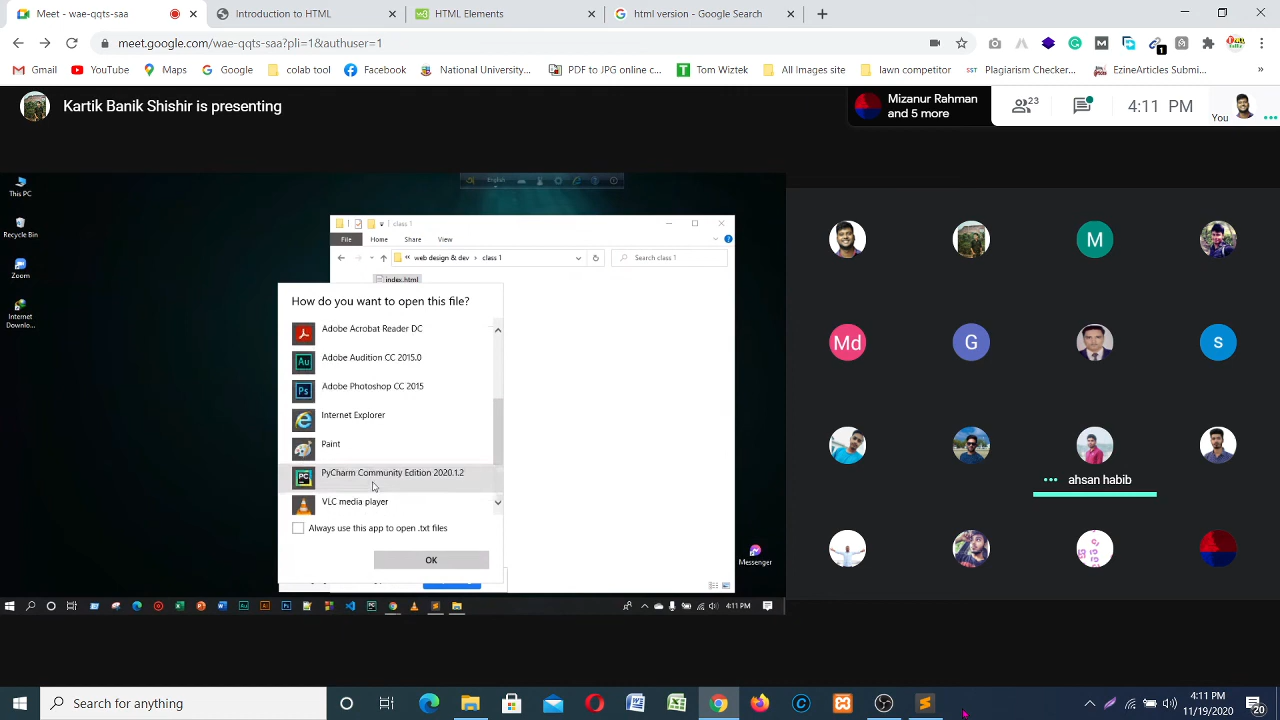 Meet - wae-qqts-saa
Introduction to HTML
HTML Elements
html version - Google Search
meet.google.com/wae-qqts-saa?pli=1&authuser=1
Gmail
YouTube
Maps
Google
colab tool
Facebook
National University...
PDF to JPG online c...
Tom Wiztek
All Images site
lawn competitor
Plagiarism Checker...
EzineArticles Submi...
Kartik Banik Shishir is presenting
Mizanur Rahman
and 5 more
23
4:11 PM
You
This PC
Recycle Bin
Zoom
Internet
Downlo...
English
class 1
File
Home
Share
View
web design & dev
class 1
Search class 1
index.html
How do you want to open this file?
Adobe Acrobat Reader DC
Adobe Audition CC 2015.0
Adobe Photoshop CC 2015
Internet Explorer
Paint
PyCharm Community Edition 2020.1.2
VLC media player
Always use this app to open .txt files
OK
Messenger
4:11 PM
M
Md
G
s
ahsan habib
Search for anything
4:11 PM
11/19/2020
20